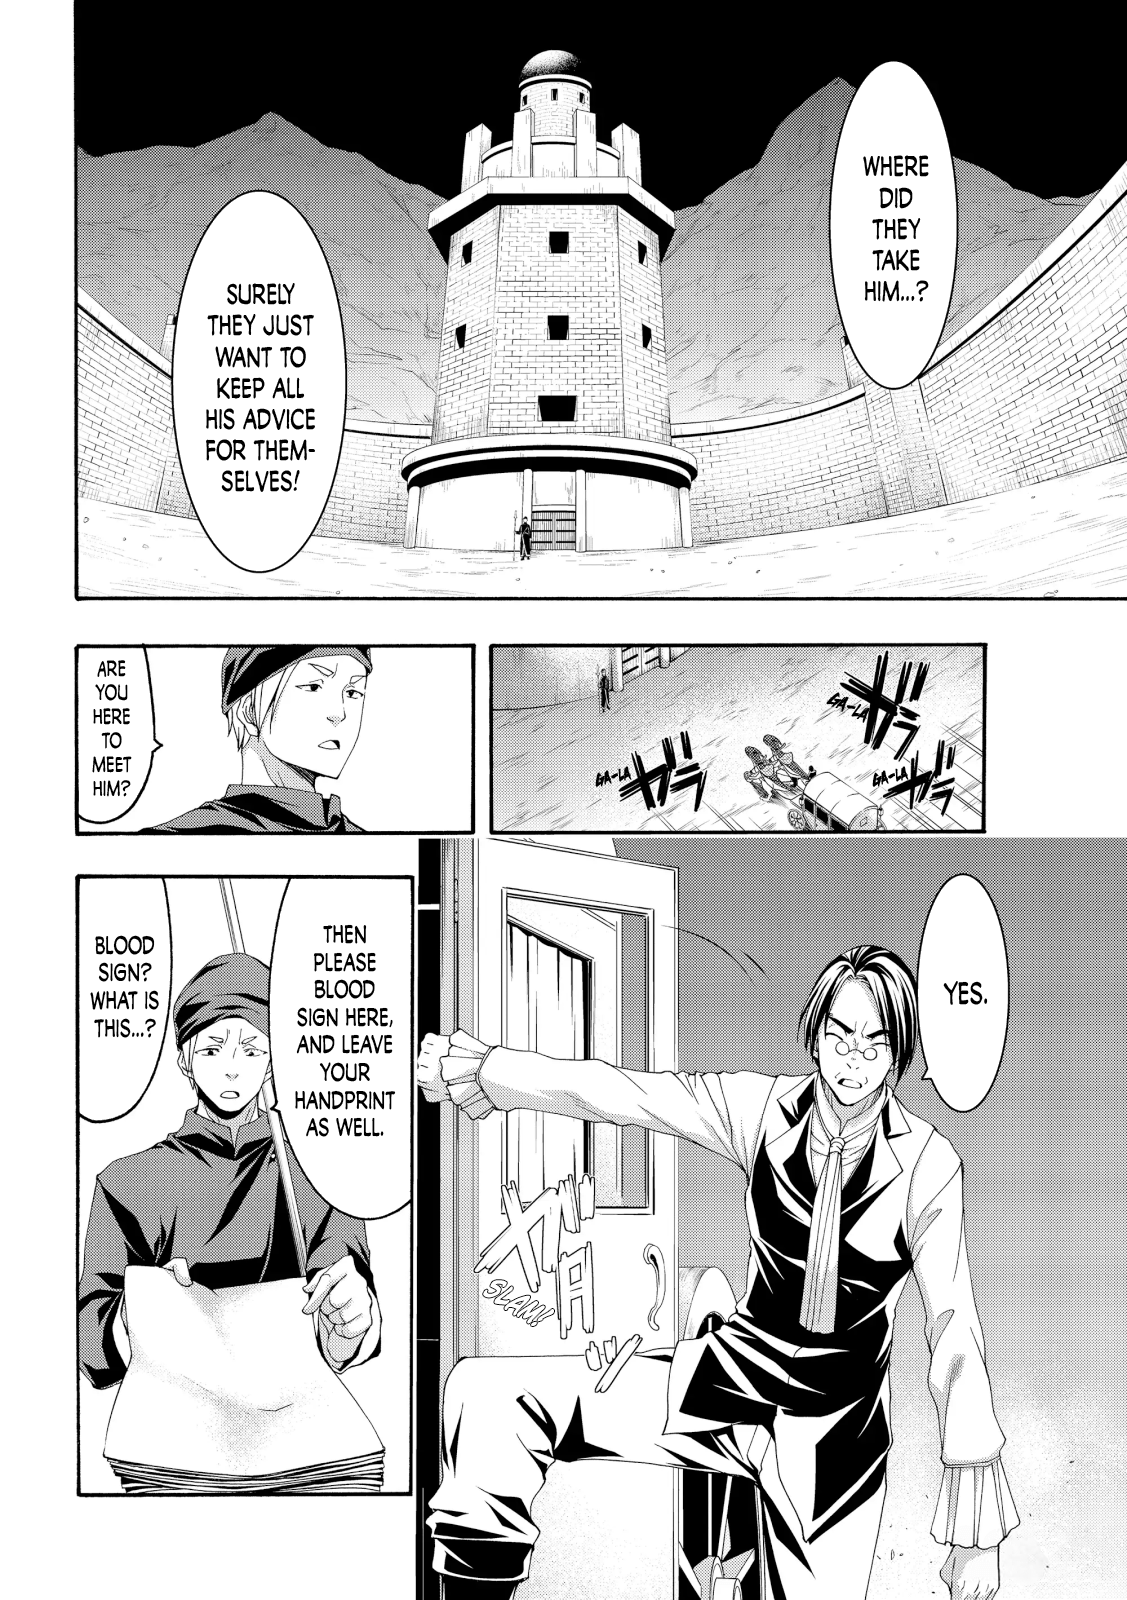 WHERE
DID
THEY
TAKE
HIM...?
SURELY
THEY JUST
WANT TO
KEEP ALL
HIS ADVICE
FOR THEM-
SELVES!
GA-LA
ガラ
GA-LA
ガラ
GA-LA
ガラ
ARE
YOU
HERE
TO
MEET
HIM?
YES.
SLAM!
THEN
PLEASE
BLOOD
SIGN HERE,
AND LEAVE
YOUR
HANDPRINT
AS WELL.
BLOOD
SIGN?
WHAT IS
THIS...?